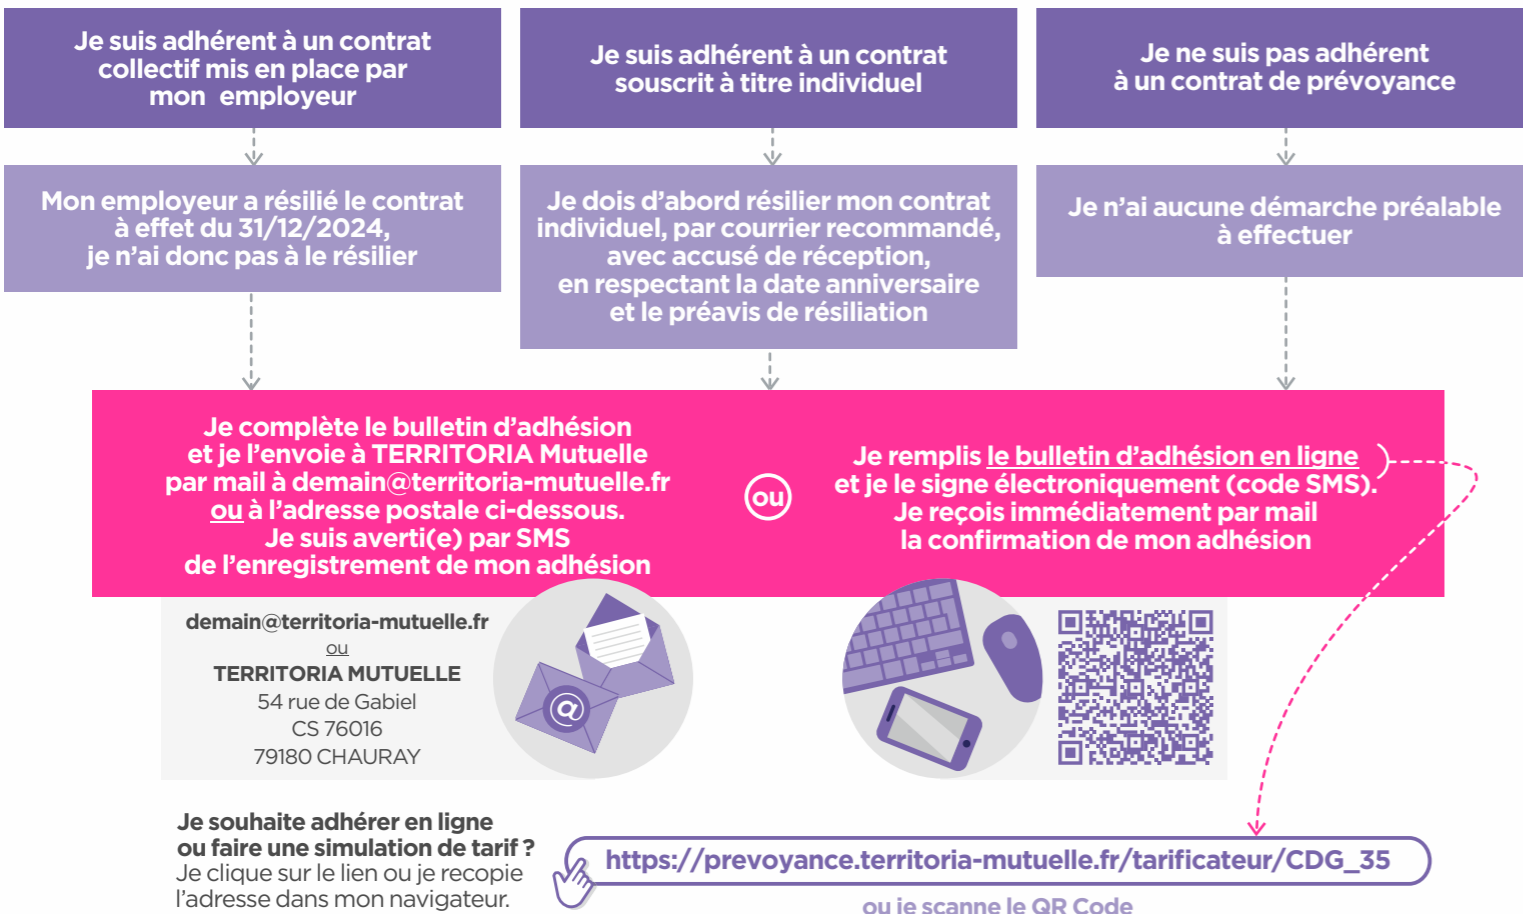 Je suis adhérent à un contrat
collectif mis en place par
mon employeur
Je suis adhérent à un contrat
souscrit à titre individuel
Je ne suis pas adhérent
à un contrat de prévoyance
Mon employeur a résilié le contrat
à effet du 31/12/2024,
je n'ai donc pas à le résilier
Je dois d'abord résilier mon contrat
individuel, par courrier recommandé,
avec accusé de réception,
en respectant la date anniversaire
et le préavis de résiliation
Je n'ai aucune démarche préalable
à effectuer
Je complète le bulletin d'adhésion
et je l'envoie à TERRITORIA Mutuelle
par mail à demain@territoria-mutuelle.fr
ou à l'adresse postale ci-dessous.
Je suis averti(e) par SMS
de l'enregistrement de mon adhésion
ou
Je remplis le bulletin d'adhésion en ligne
et je le signe électroniquement (code SMS).
Je reçois immédiatement par mail
la confirmation de mon adhésion
demain@territoria-mutuelle.fr
ou
TERRITORIA MUTUELLE
54 rue de Gabiel
CS 76016
79180 CHAURAY
@
Je souhaite adhérer en ligne
ou faire une simulation de tarif ?
Je clique sur le lien ou je recopie
l'adresse dans mon navigateur.
https://prevoyance.territoria-mutuelle.fr/tarificateur/CDG_35
ou je scanne le QR Code